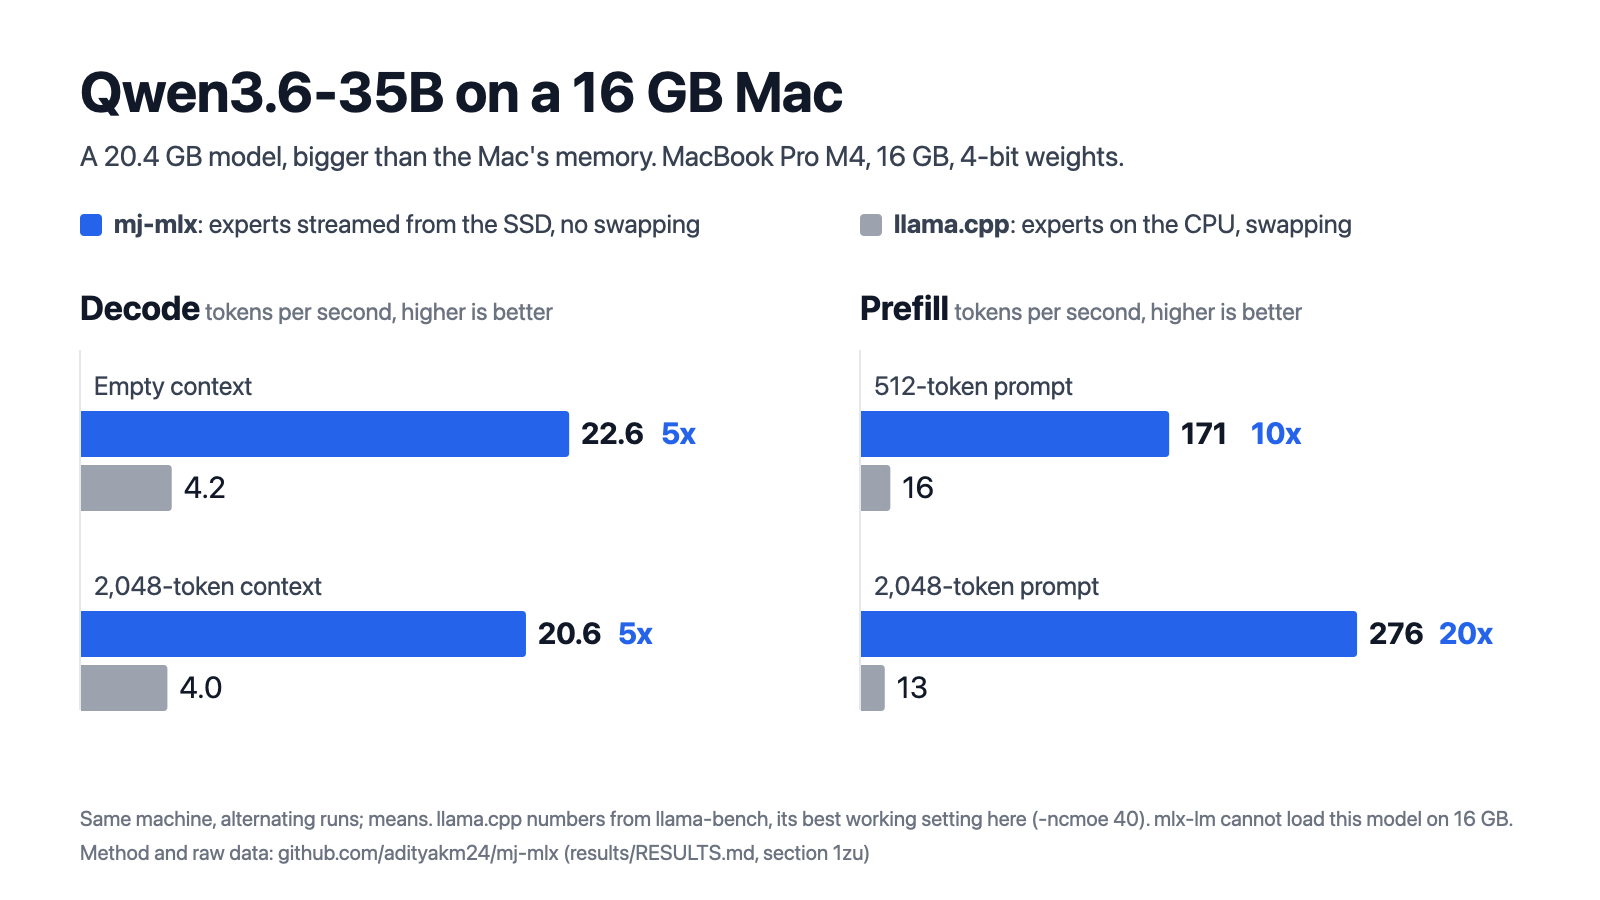 Qwen3.6-35B on a 16 GB Mac
A 20.4 GB model, bigger than the Mac's memory. MacBook Pro M4, 16 GB, 4-bit weights.
mj-mlx: experts streamed from the SSD, no swapping
llama.cpp: experts on the CPU, swapping
Decode tokens per second, higher is better
Empty context
22.6 5x
4.2
2,048-token context
20.6 5x
4.0
Prefill tokens per second, higher is better
512-token prompt
171 10x
16
2,048-token prompt
276 20x
13
Same machine, alternating runs; means. llama.cpp numbers from llama-bench, its best working setting here (-ncmoe 40). mlx-lm cannot load this model on 16 GB.
Method and raw data: github.com/adityakm24/mj-mlx (results/RESULTS.md, section 1zu)